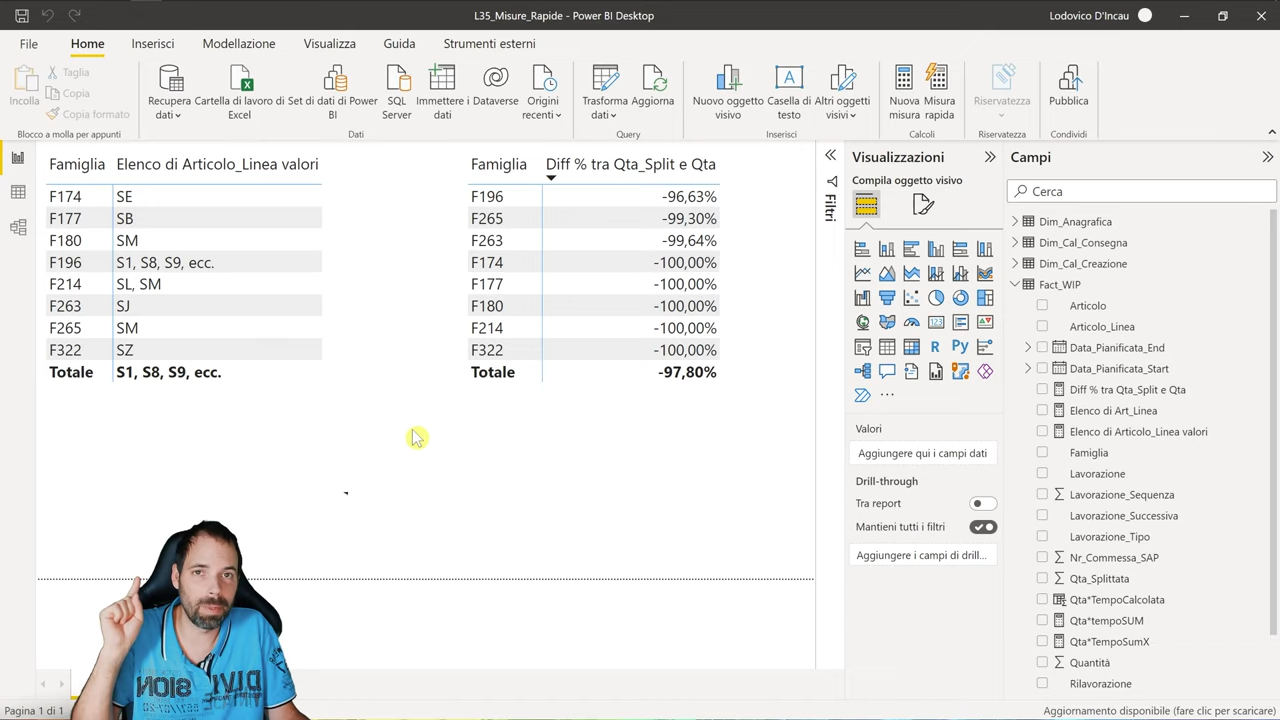 L35_Misure_Rapide - Power BI Desktop
Lodovico D'Incau
File Home Inserisci Modellazione Visualizza Guida Strumenti esterni
Incolla
Taglia
Copia
Copia formato
Recupera dati
Cartella di lavoro di Excel
Set di dati di Power BI
SQL Server
Immettere i dati
Dataverse
Origini recenti
Trasforma dati
Aggiorna
Nuovo oggetto visivo
Casella di testo
Altri oggetti visivi
Nuova misura
Misura rapida
Riservatezza
Pubblica
Blocco a molla per appunti
Dati
Query
Inserisci
Calcoli
Riservatezza
Condividi
Famiglia Elenco di Articolo_Linea valori
F174 SE
F177 SB
F180 SM
F196 S1, S8, S9, ecc.
F214 SL, SM
F263 SJ
F265 SM
F322 SZ
Totale S1, S8, S9, ecc.
Famiglia Diff % tra Qta_Split e Qta
F196 -96,63%
F265 -99,30%
F263 -99,64%
F174 -100,00%
F177 -100,00%
F180 -100,00%
F214 -100,00%
F322 -100,00%
Totale -97,80%
Filtri
Visualizzazioni
Compila oggetto visivo
123
R
Py
Valori
Aggiungere qui i campi dati
Drill-through
Tra report
Mantieni tutti i filtri
Aggiungere i campi di drill...
Campi
Cerca
Dim_Anagrafica
Dim_Cal_Consegna
Dim_Cal_Creazione
Fact_WIP
Articolo
Articolo_Linea
Data_Pianificata_End
Data_Pianificata_Start
Diff % tra Qta_Split e Qta
Elenco di Art_Linea
Elenco di Articolo_Linea valori
Famiglia
Lavorazione
Lavorazione_Sequenza
Lavorazione_Successiva
Lavorazione_Tipo
Nr_Commessa_SAP
Qta_Splittata
Qta*TempoCalcolata
Qta*tempoSUM
Qta*TempoSumX
Quantità
Rilavorazione
Pagina 1 di 1
Aggiornamento disponibile (fare clic per scaricare)